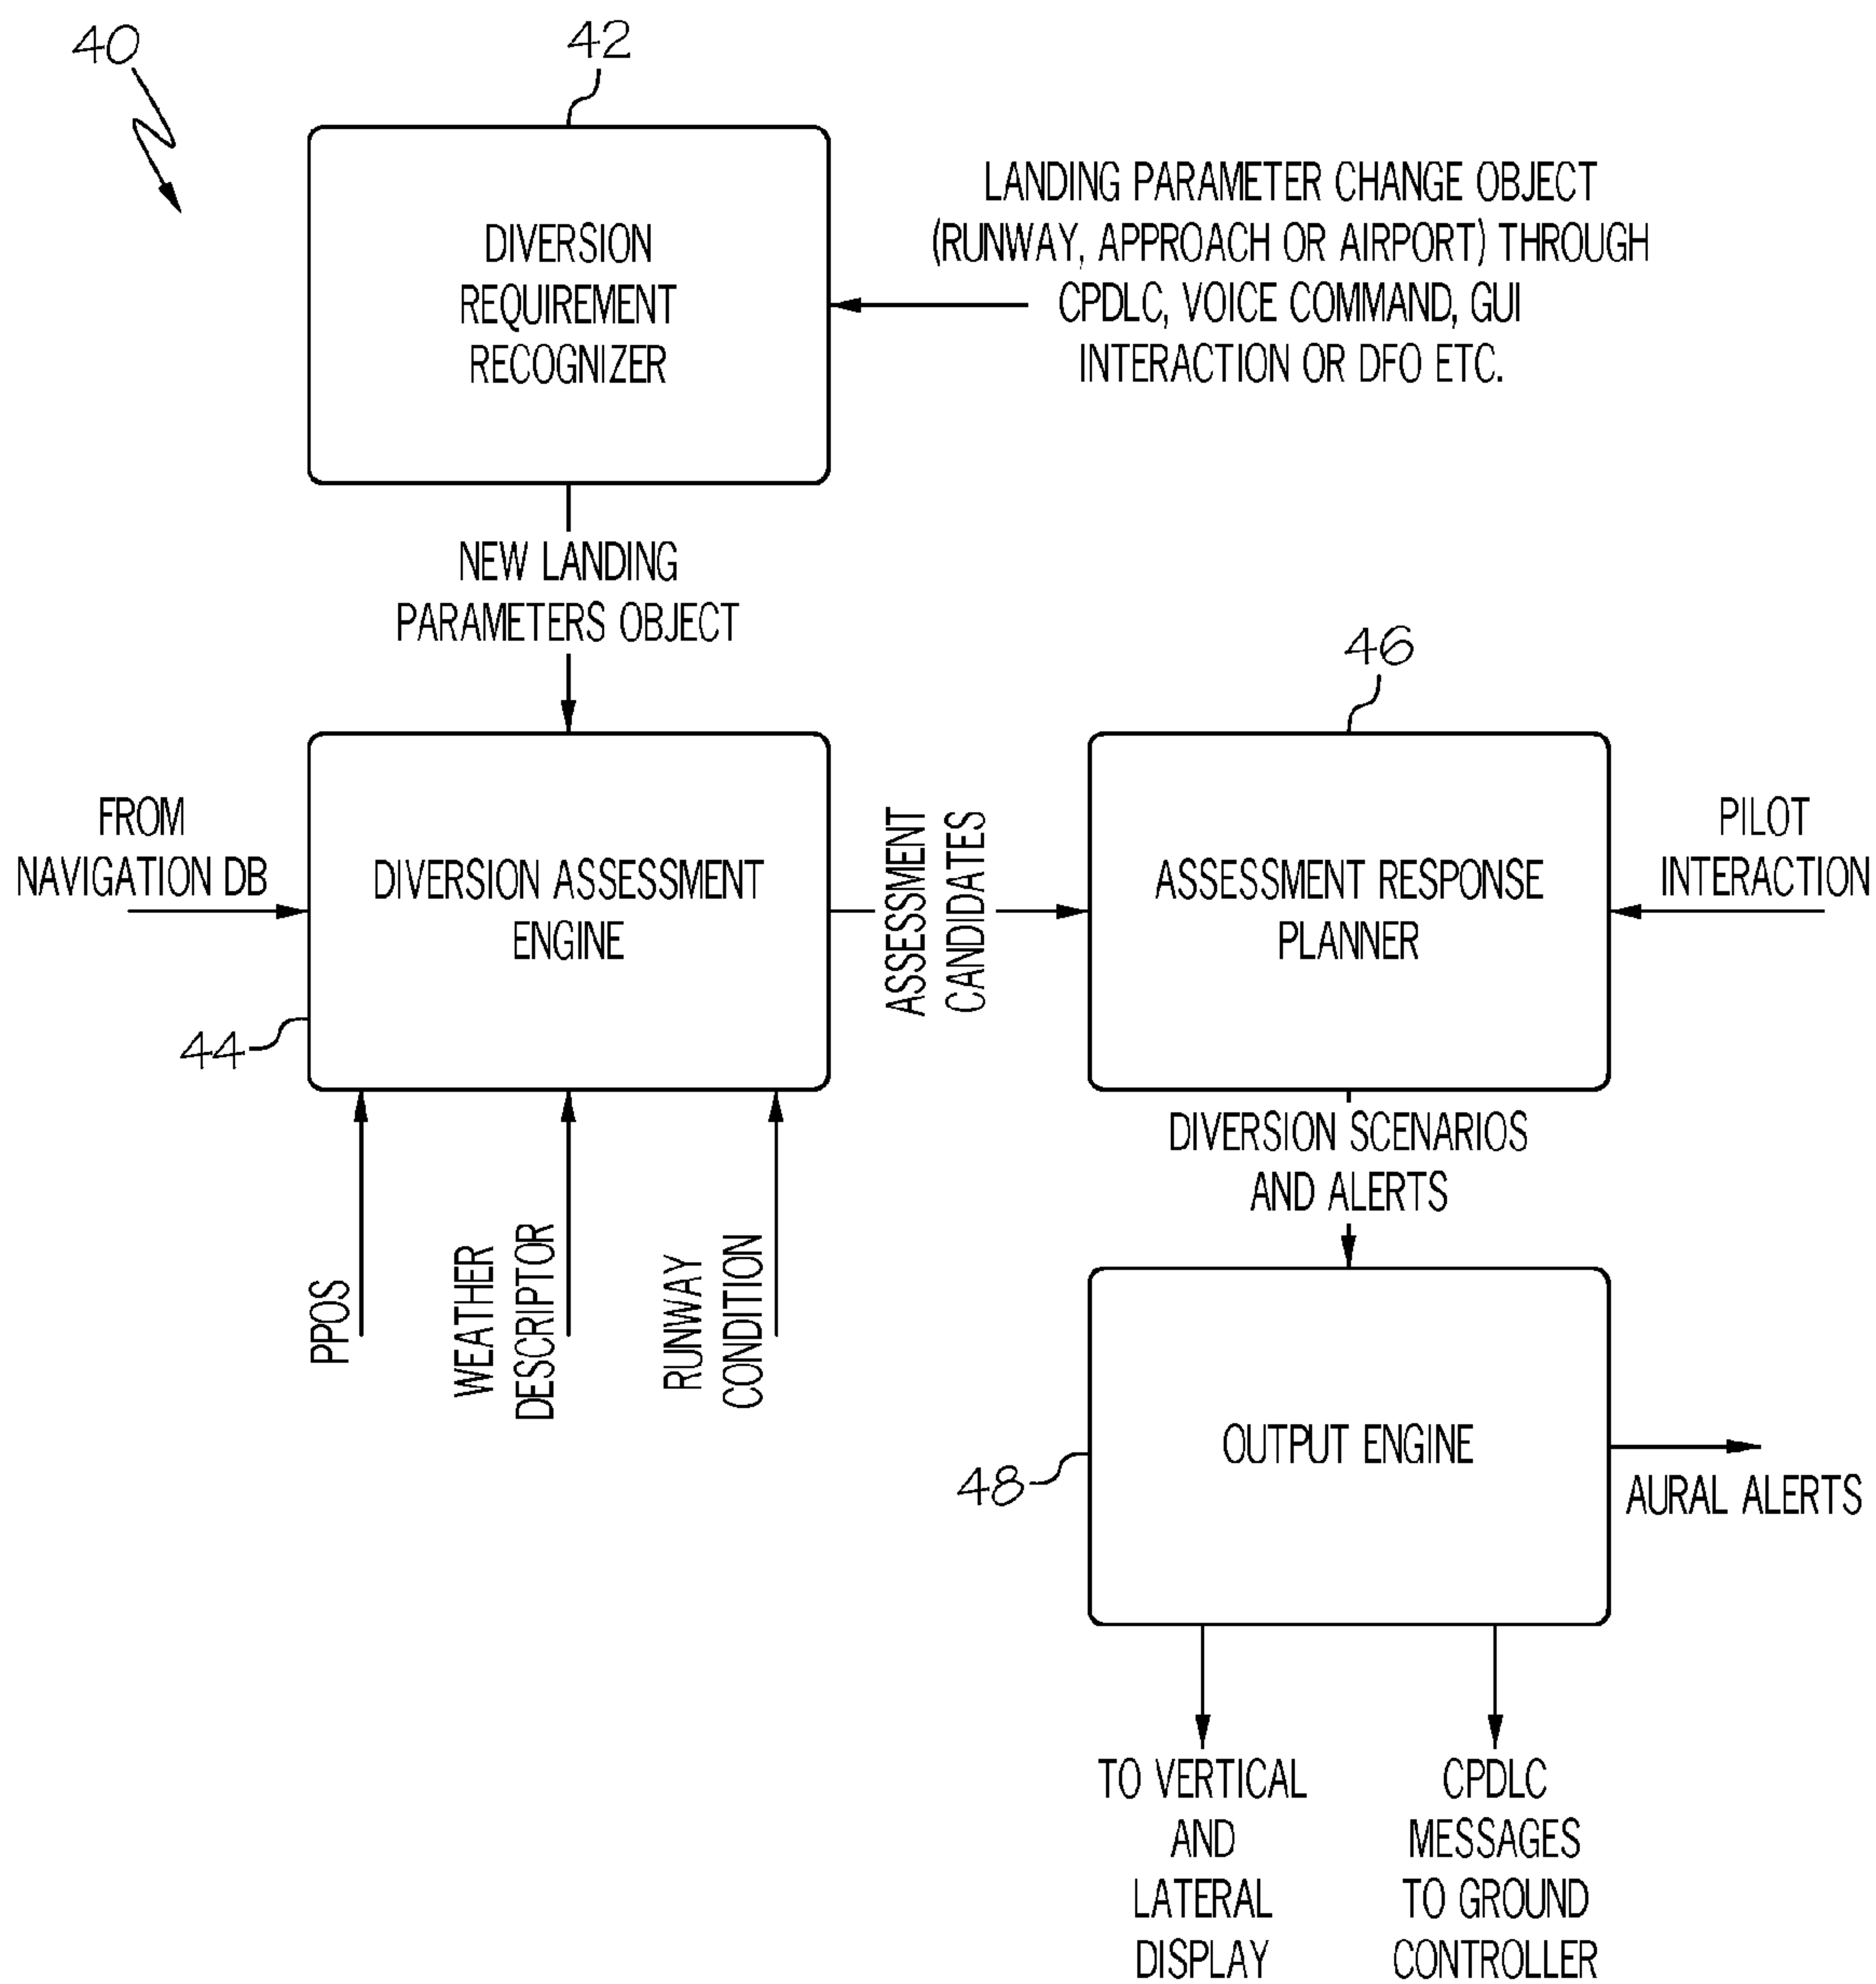 40
42
DIVERSION
REQUIREMENT
RECOGNIZER
LANDING PARAMETER CHANGE OBJECT
(RUNWAY, APPROACH OR AIRPORT) THROUGH
CPDLC, VOICE COMMAND, GUI
INTERACTION OR DFO ETC.
NEW LANDING
PARAMETERS OBJECT
46
FROM
NAVIGATION DB
DIVERSION ASSESSMENT
ENGINE
44
ASSESSMENT
CANDIDATES
ASSESSMENT RESPONSE
PLANNER
PILOT
INTERACTION
PPOS
WEATHER
DESCRIPTOR
RUNWAY
CONDITION
DIVERSION SCENARIOS
AND ALERTS
OUTPUT ENGINE
48
AURAL ALERTS
TO VERTICAL
AND
LATERAL
DISPLAY
CPDLC
MESSAGES
TO GROUND
CONTROLLER